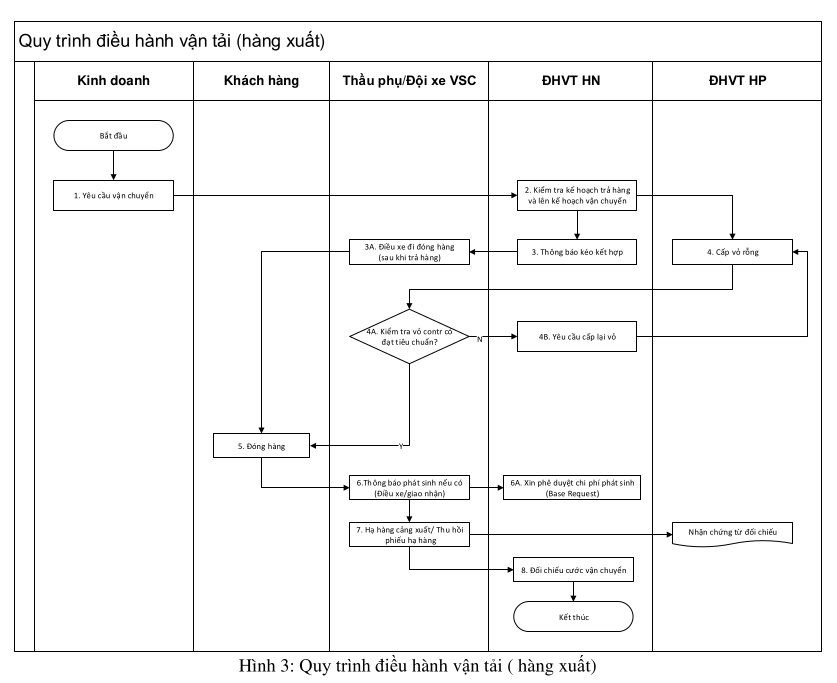 Quy trình điều hành vận tải (hàng xuất)
Kinh doanh
Khách hàng
Thầu phụ/Đội xe VSC
ĐHVT HN
ĐHVT HP
Bắt đầu
1. Yêu cầu vận chuyển
2. Kiểm tra kế hoạch trả hàng
và lên kế hoạch vận chuyển
3A. Điều xe đi đóng hàng
(sau khi trả hàng)
3. Thông báo kéo kết hợp
4. Cấp vỏ rỗng
4A. Kiểm tra vỏ contr có
đạt tiêu chuẩn?
N
4B. Yêu cầu cấp lại vỏ
5. Đóng hàng
Y
6.Thông báo phát sinh nếu có
(Điều xe/giao nhận)
6A. Xin phê duyệt chi phí phát sinh
(Base Request)
7. Hạ hàng cảng xuất/ Thu hồi
phiếu hạ hàng
Nhận chứng từ đối chiếu
8. Đối chiếu cước vận chuyển
Kết thúc
Hình 3: Quy trình điều hành vận tải ( hàng xuất)